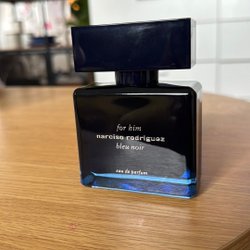 for him
narciso rodriguez
bleu noir
eau de parfum